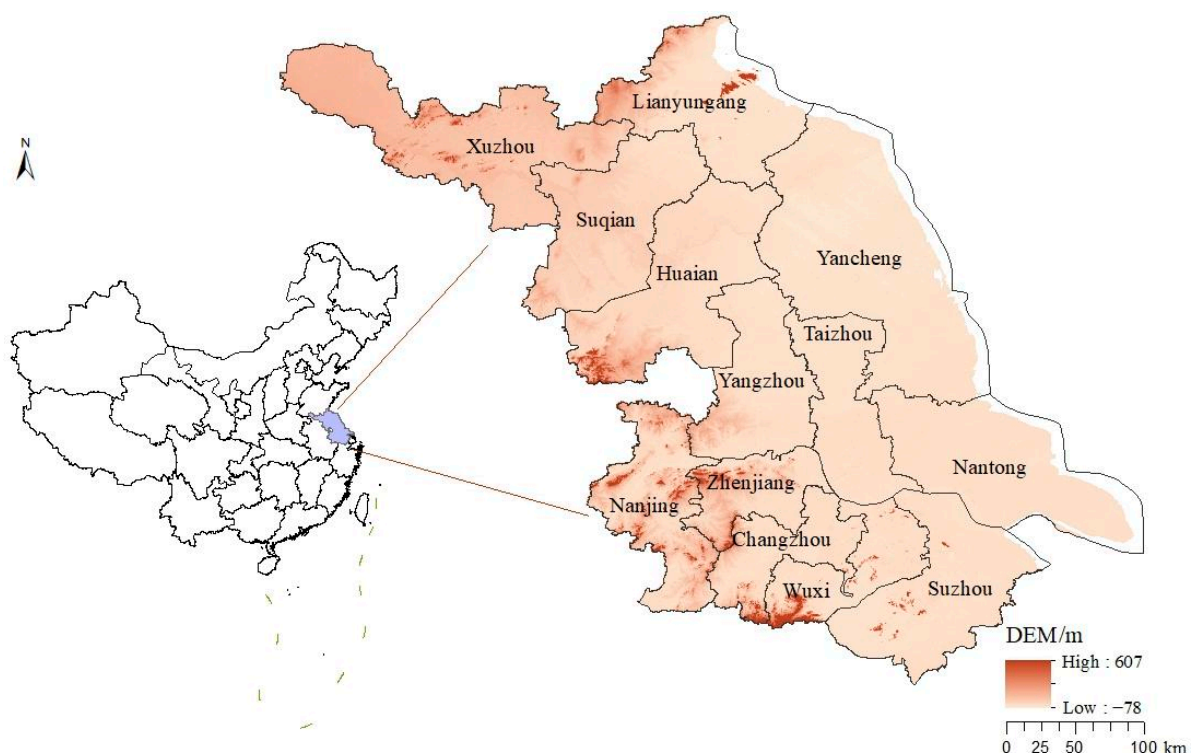 Lianyungang
N
Xuzhou
Suqian
Yancheng
Huaian
Taizhou
Yangzhou
Nantong
Zhenjiang
Nanjing
Changzhou
Wuxi
Suzhou
DEM/m
High : 607
Low : −78
0 25 50 100 km